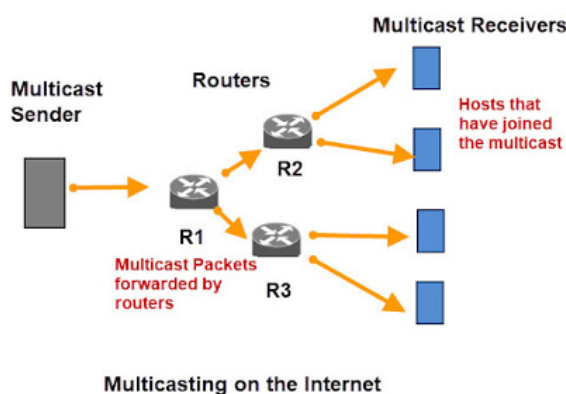 Multicast Receivers
Multicast
Sender
Routers
Hosts that
have joined
the multicast
R2
R1
Multicast Packets
forwarded by
routers
R3
Multicasting on the Internet